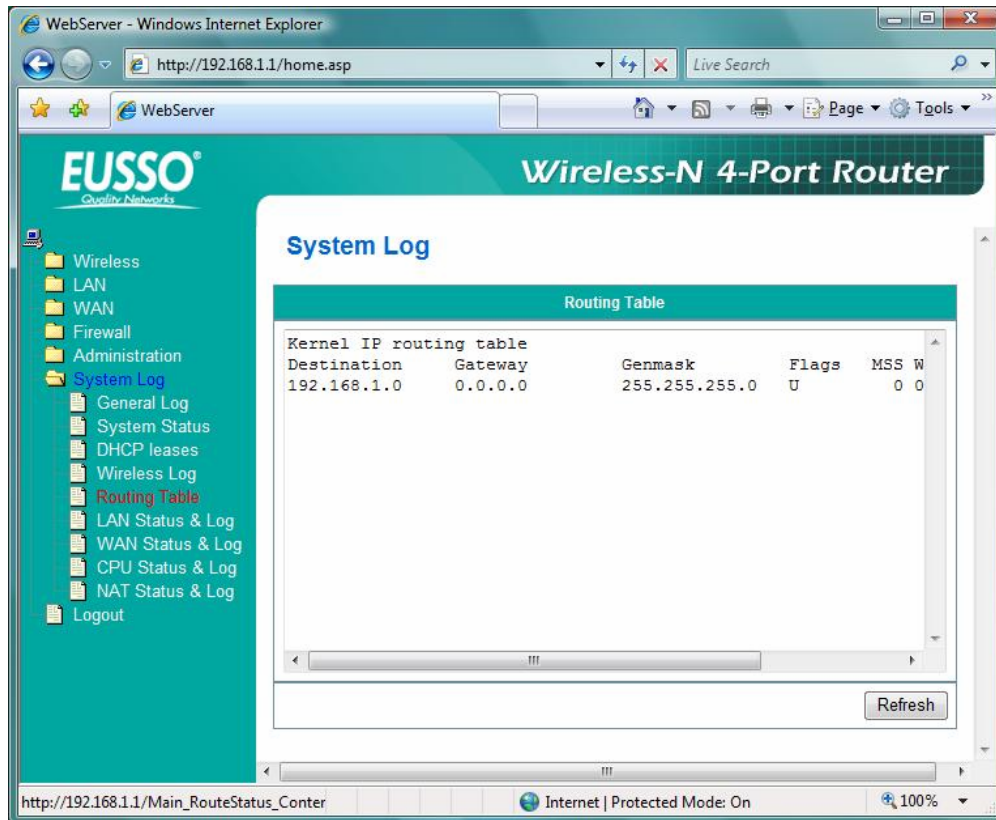 WebServer - Windows Internet Explorer
http://192.168.1.1/home.asp
Live Search
WebServer
Page
Tools
EUSSO®
Quality Networks
Wireless-N 4-Port Router
Wireless
LAN
WAN
Firewall
Administration
System Log
General Log
System Status
DHCP leases
Wireless Log
Routing Table
LAN Status & Log
WAN Status & Log
CPU Status & Log
NAT Status & Log
Logout
System Log
Routing Table
Kernel IP routing table
Destination Gateway Genmask Flags MSS W
192.168.1.0 0.0.0.0 255.255.255.0 U 0 0
Refresh
http://192.168.1.1/Main_RouteStatus_Conter
Internet | Protected Mode: On
100%